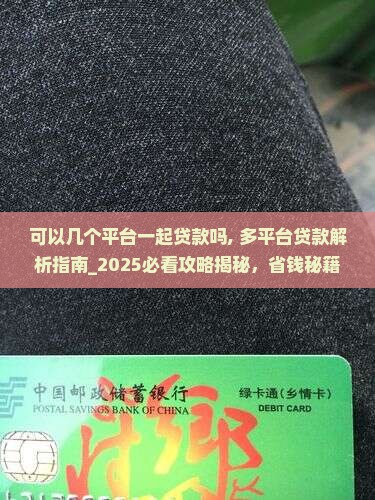 可以几个平台一起贷款吗, 多平台贷款解
析指南_2025必看攻略揭秘，省钱秘籍
中国邮政储蓄银行
POSTAL SAVINGS BANK OF CHINA
绿卡通(乡情卡)
DEBIT CARD
乡